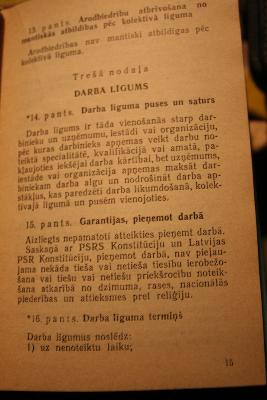 13. pants. Arodbiedrību atbrīvošana no
mantiskās atbildības pēc kolektīvā līguma
Arodbiedrības nav mantiski atbildīgas pēc
kolektīvā līguma.
Trešā nodaļa
DARBA LĪGUMS
*14. pants. Darba līguma puses un saturs
Darba līgums ir tāda vienošanās starp dar-
binieku un uzņēmumu, iestādi vai organizāciju,
pēc kuras darbinieks apņemas veikt darbu no-
teiktā specialitātē, kvalifikācijā vai amatā, pa-
kļaujoties iekšējai darba kārtībai, bet uzņēmums,
iestāde vai organizācija apņemas maksāt dar-
biniekam darba algu un nodrošināt darba ap-
stākļus, kas paredzēti darba likumdošanā, kolek-
tīvajā līgumā un pusēm vienojoties.
15. pants. Garantijas, pieņemot darbā
Aizliegts nepamatoti atteikties pieņemt darbā.
Saskaņā ar PSRS Konstitūciju un Latvijas
PSR Konstitūciju, pieņemot darbā, nav pieļau-
jama nekāda tieša vai netieša tiesību ierobežo-
šana vai tiešu vai netiešu priekšrocību noteik-
šana atkarībā no dzimuma, rases, nacionālās
piederības un attieksmes pret reliģiju.
*16. pants. Darba līguma termiņš
Darba līgumus noslēdz:
1) uz nenoteiktu laiku;
15